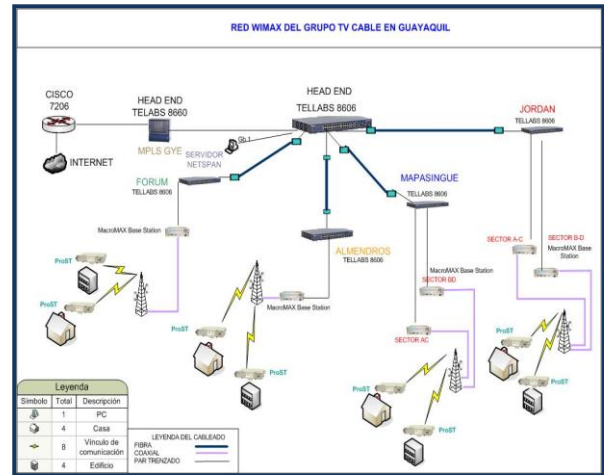 RED WIMAX DEL GRUPO TV CABLE EN GUAYAQUIL
CISCO
7206
HEAD END
TELABS 8660
HEAD END
TELLABS 8606
JORDAN
TELLABS 8606
INTERNET
MPLS GYE
Gb 1
SERVIDOR
NETSPAN
FORUM
TELLABS 8606
MAPASINGUE
TELLABS 8606
ALMENDROS
TELLABS 8606
MacroMAX Base Station
ProST
ProST
MacroMAX Base Station
ProST
ProST
MacroMAX Base Station
SECTOR BD
SECTOR AC
ProST
ProST
SECTOR A-C
SECTOR B-D
MacroMAX Base
Station
ProST
ProST
Leyenda
Símbolo Total Descripción
1 PC
4 Casa
8 Vínculo de
comunicación
4 Edificio
LEYENDA DEL CABLEADO
FIBRA
COAXIAL
PAR TRENZADO